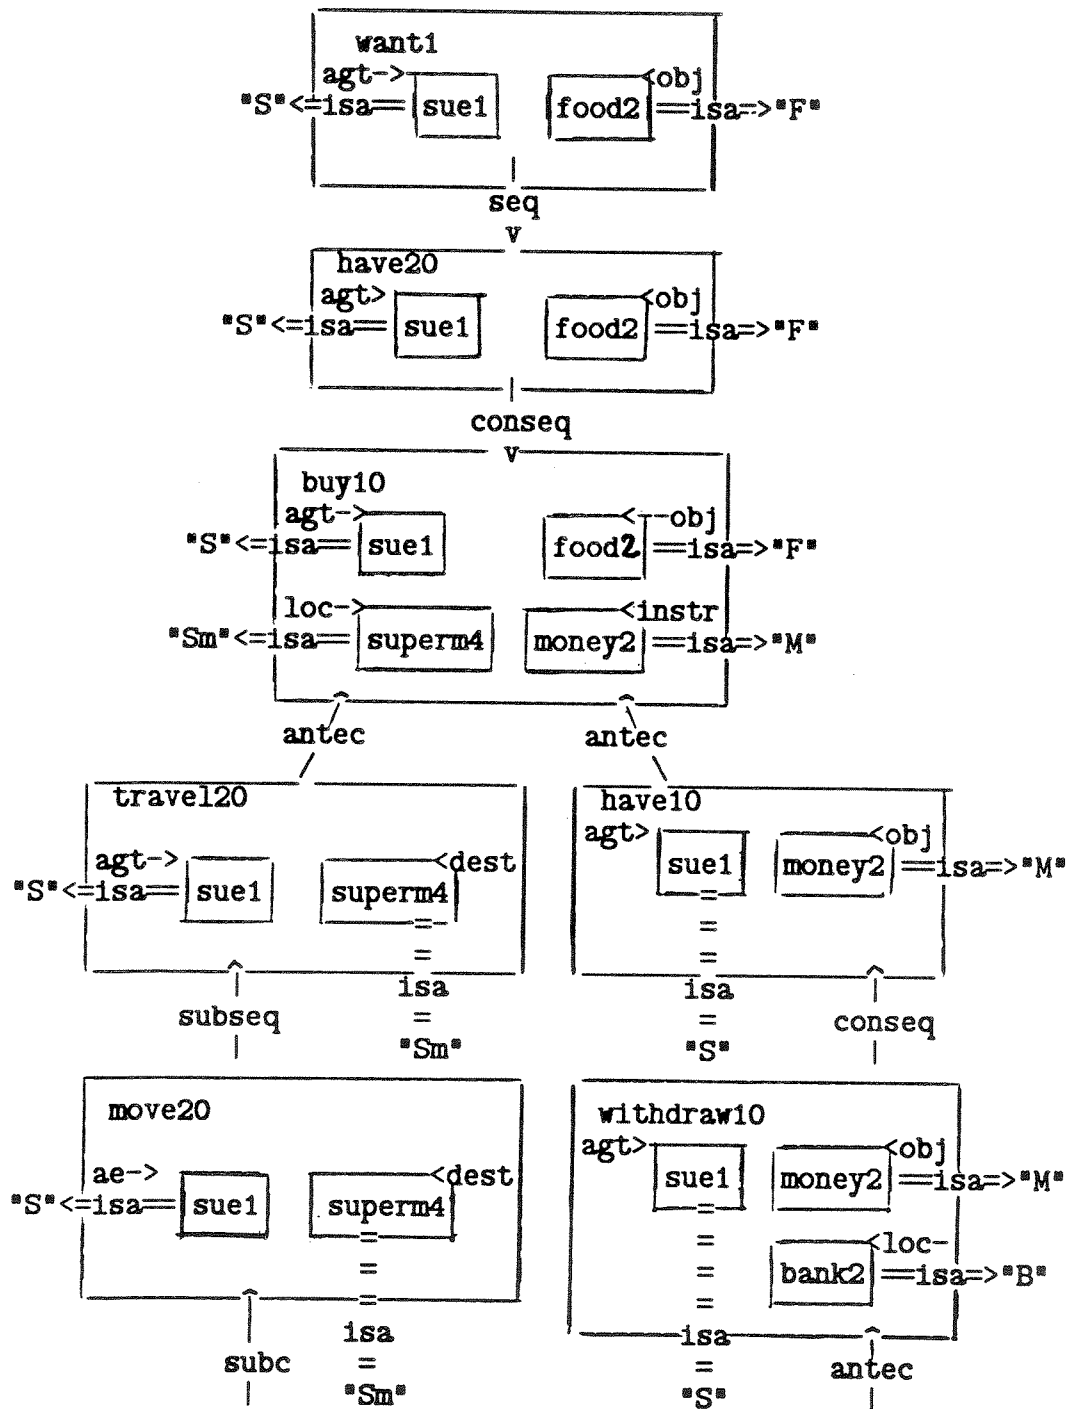 want1
agt-> <obj
"S"<=isa== sue1 food2 ==isa=>"F"
|
seq
v
have20
agt> <obj
"S"<=isa== sue1 food2 ==isa=>"F"
|
conseq
v
buy10
agt-> <--obj
"S"<=isa== sue1 food2 ==isa=>"F"
loc-> <instr
"Sm"<=isa== superm4 money2 ==isa=>"M"
^ ^
antec antec
travel20 have10
agt> <obj
sue1 money2 ==isa=>"M"
agt-> <dest
"S"<=isa== sue1 superm4
isa isa
subseq conseq
"Sm" "S"
move20 withdraw10
agt> <obj
sue1 money2 ==isa=>"M"
ae-> <dest
"S"<=isa== sue1 superm4
<loc-
bank2 ==isa=>"B"
isa isa
subc antec
"Sm" "S"